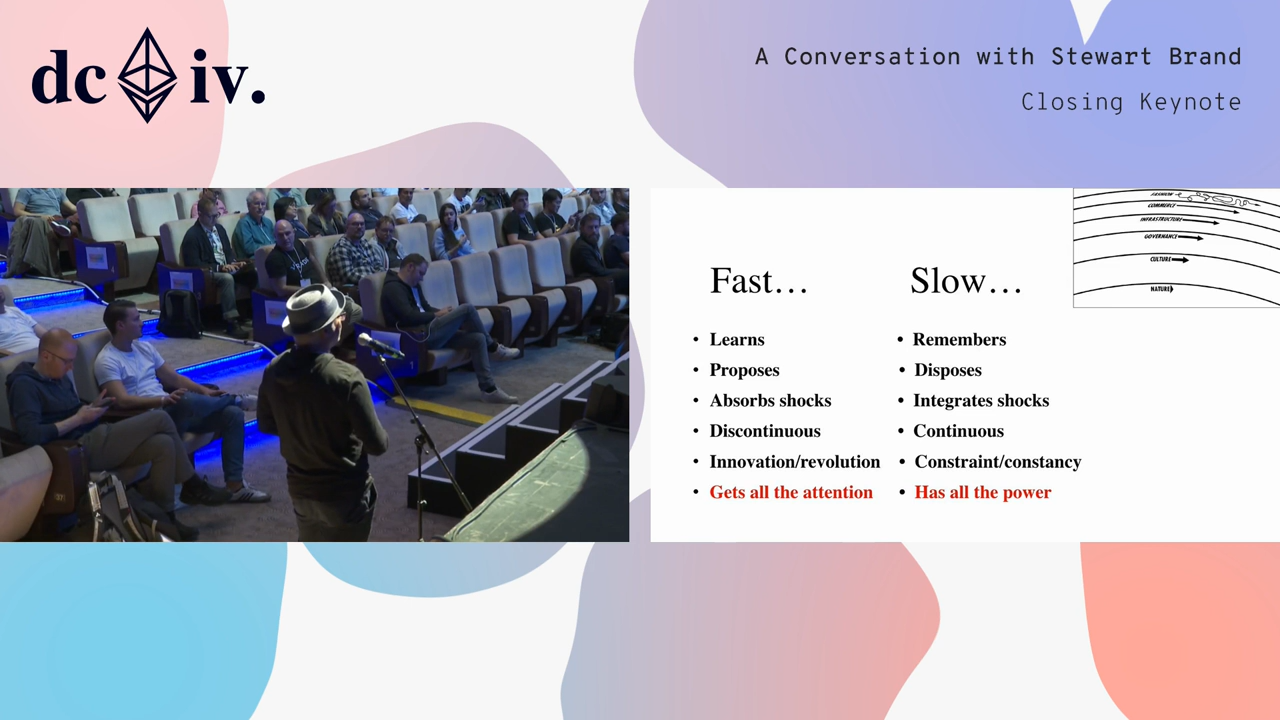 dc iv.
A Conversation with Stewart Brand
Closing Keynote
FASHION
COMMERCE
INFRASTRUCTURE
GOVERNANCE
CULTURE
NATURE
Fast...
Slow...
• Learns
• Remembers
• Proposes
• Disposes
• Absorbs shocks
• Integrates shocks
• Discontinuous
• Continuous
• Innovation/revolution
• Constraint/constancy
• Gets all the attention
• Has all the power